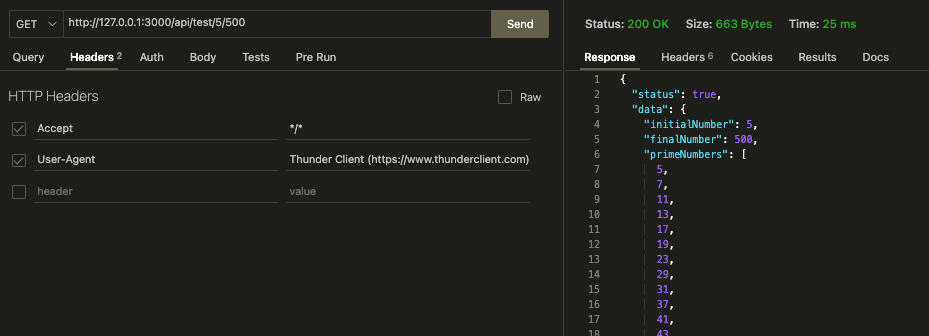 GET
http://127.0.0.1:3000/api/test/5/500
Send
Query
Headers 2
Auth
Body
Tests
Pre Run
HTTP Headers
Raw
Accept
*/*
User-Agent
Thunder Client (https://www.thunderclient.com)
header
value
Status: 200 OK Size: 663 Bytes Time: 25 ms
Response
Headers 6
Cookies
Results
Docs
1 {
2 "status": true,
3 "data": {
4 "initialNumber": 5,
5 "finalNumber": 500,
6 "primeNumbers": [
7 5,
8 7,
9 11,
10 13,
11 17,
12 19,
13 23,
14 29,
15 31,
16 37,
17 41,
18 43,